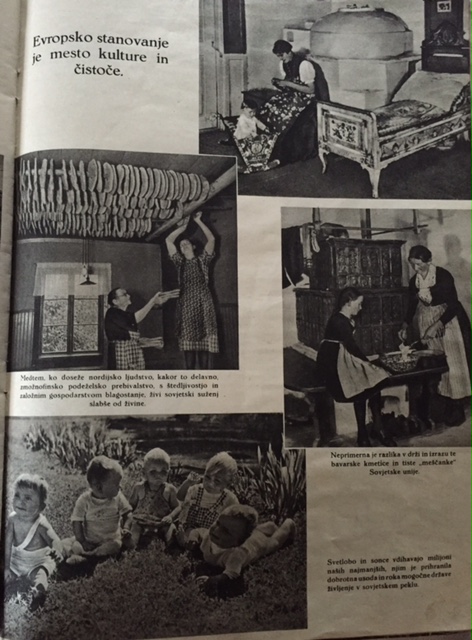 Evropsko stanovanje
je mesto kulture in
čistoče.
Medtem, ko doseže nordijsko ljudstvo, kakor to delavno,
zmožnofinsko podeželsko prebivalstvo, s štedljivostjo in
založnim gospodarstvom blagostanje, živi sovjetski suženj
slabše od živine.
Neprimerna je razlika v drži in izrazu te
bavarske kmetice in tiste „meščanke“
Sovjetske unije.
Svetlobo in sonce vdihavajo milijoni
naših najmanjših, njim je prihranila
dobrotna usoda in roka mogočne države
življenje v sovjetskem peklu.